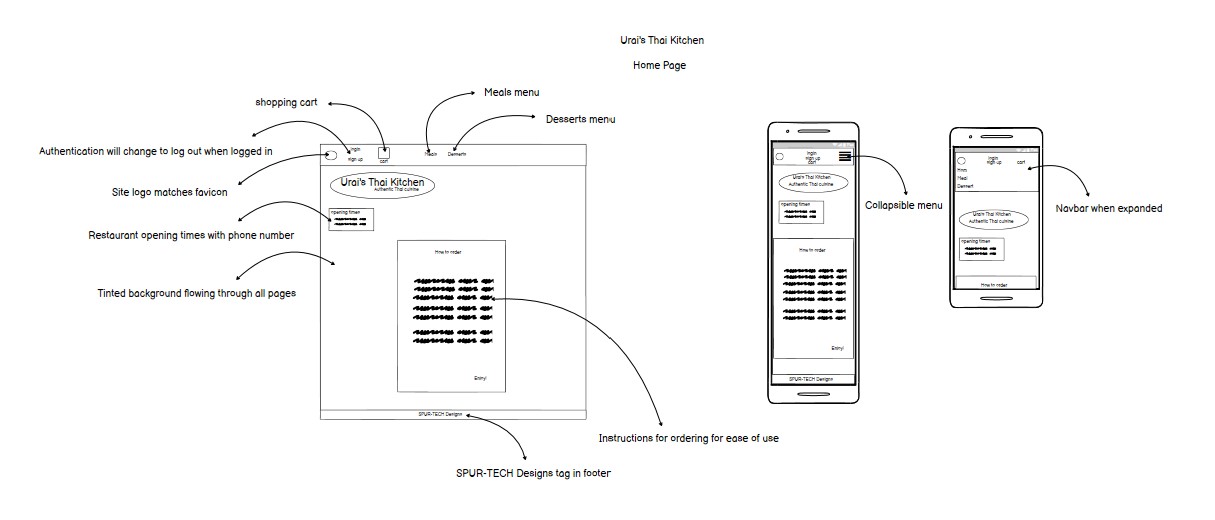 Urai's Thai Kitchen
Home Page
Meals menu
shopping cart
Desserts menu
Authentication will change to log out when logged in
Site logo matches favicon
Restaurant opening times with phone number
Tinted background flowing through all pages
login
sign up
cart
Meals
Desserts
Urai's Thai Kitchen
Authentic Thai cuisine
opening times
How to order
Enjoy!
SPUR-TECH Designs
Instructions for ordering for ease of use
SPUR-TECH Designs tag in footer
login
sign up
cart
Urai's Thai Kitchen
Authentic Thai cuisine
opening times
How to order
Enjoy!
SPUR-TECH Designs
Collapsible menu
login
sign up
cart
Meal
Dessert
Urai's Thai Kitchen
Authentic Thai cuisine
opening times
How to order
Navbar when expanded